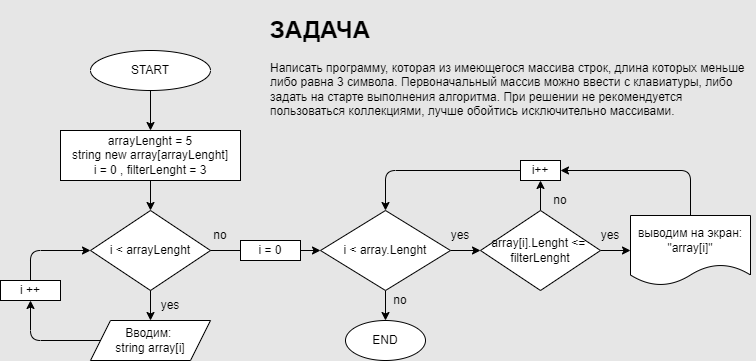 ЗАДАЧА
Написать программу, которая из имеющегося массива строк, длина которых меньше
либо равна 3 символа. Первоначальный массив можно ввести с клавиатуры, либо
задать на старте выполнения алгоритма. При решении не рекомендуется
пользоваться коллекциями, лучше обойтись исключительно массивами.
START
arrayLenght = 5
string new array[arrayLenght]
i = 0 , filterLenght = 3
i < arrayLenght
no
yes
i ++
Вводим:
string array[i]
i = 0
i < array.Lenght
yes
no
END
array[i].Lenght <=
filterLenght
no
yes
i++
выводим на экран:
"array[i]"